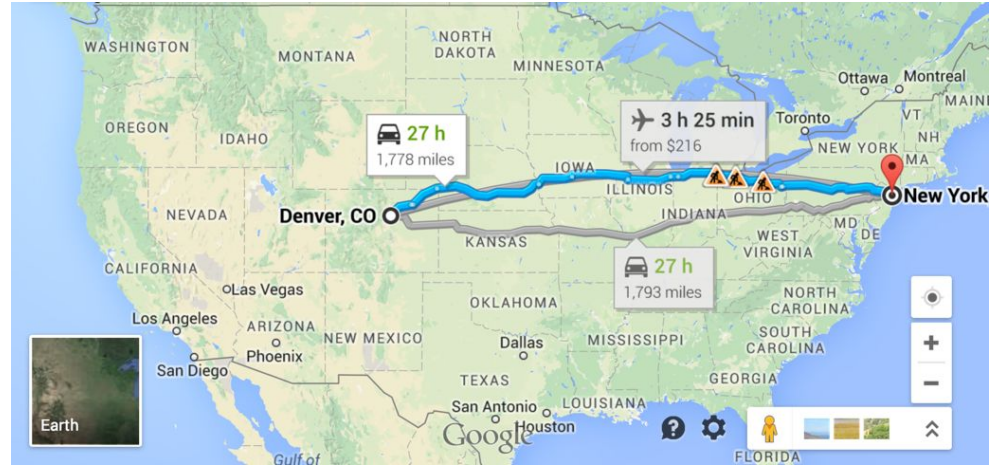 WASHINGTON
MONTANA
NORTH
DAKOTA
MINNESOTA
Ottawa
Montreal
MAINE
OREGON
IDAHO
27 h
1,778 miles
3 h 25 min
from $216
Toronto
VT
NH
NEW YORK
MA
IOWA
ILLINOIS
OHIO
New York
NEVADA
Denver, CO
INDIANA
KANSAS
MD
DE
WEST
VIRGINIA
CALIFORNIA
27 h
1,793 miles
Las Vegas
OKLAHOMA
NORTH
CAROLINA
Los Angeles
ARIZONA
NEW MEXICO
Dallas
MISSISSIPPI
SOUTH
CAROLINA
Phoenix
San Diego
TEXAS
GEORGIA
San Antonio
LOUISIANA
Houston
Earth
Google
Gulf of
FLORIDA